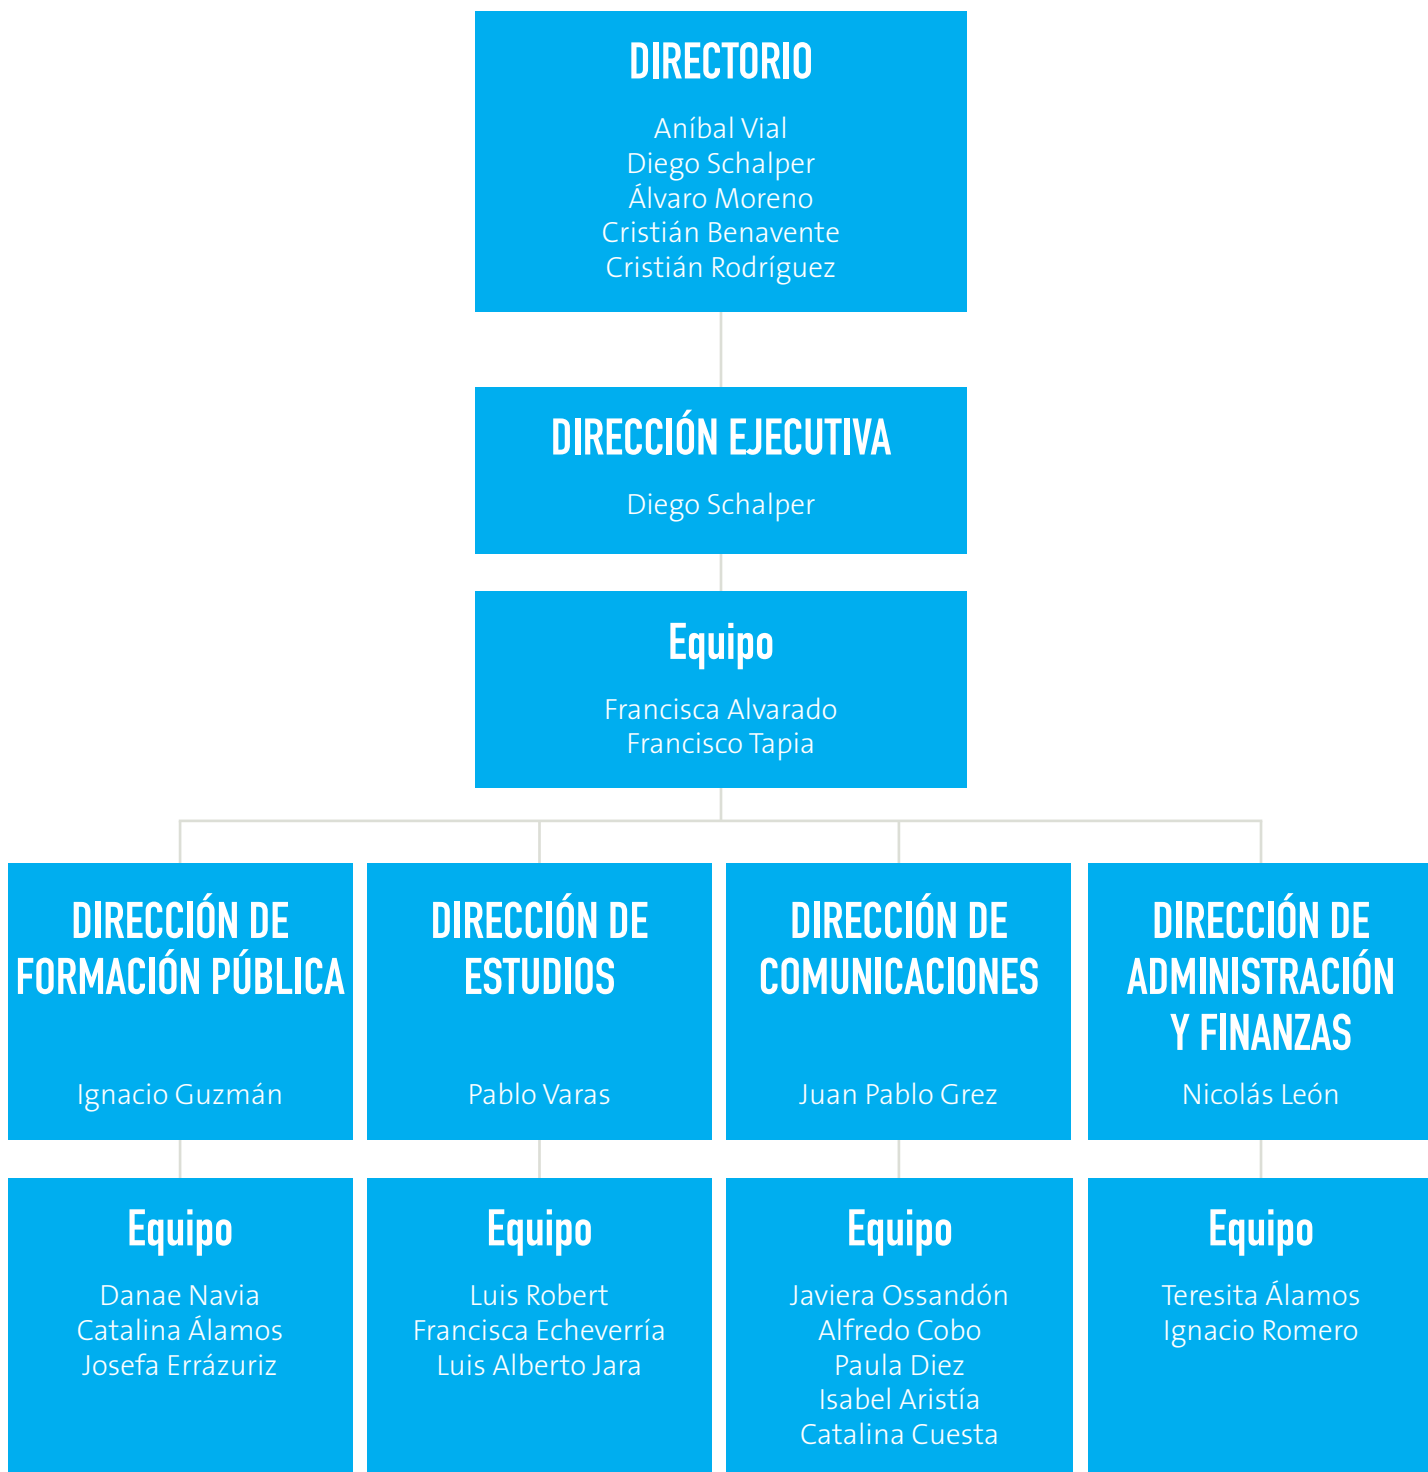 DIRECTORIO
Aníbal Vial
Diego Schalper
Álvaro Moreno
Cristián Benavente
Cristián Rodríguez
DIRECCIÓN EJECUTIVA
Diego Schalper
Equipo
Francisca Alvarado
Francisco Tapia
DIRECCIÓN DE
FORMACIÓN PÚBLICA
Ignacio Guzmán
DIRECCIÓN DE
ESTUDIOS
Pablo Varas
DIRECCIÓN DE
COMUNICACIONES
Juan Pablo Grez
DIRECCIÓN DE
ADMINISTRACIÓN
Y FINANZAS
Nicolás León
Equipo
Danae Navia
Catalina Álamos
Josefa Errázuriz
Equipo
Luis Robert
Francisca Echeverría
Luis Alberto Jara
Equipo
Javiera Ossandón
Alfredo Cobo
Paula Diez
Isabel Aristía
Catalina Cuesta
Equipo
Teresita Álamos
Ignacio Romero